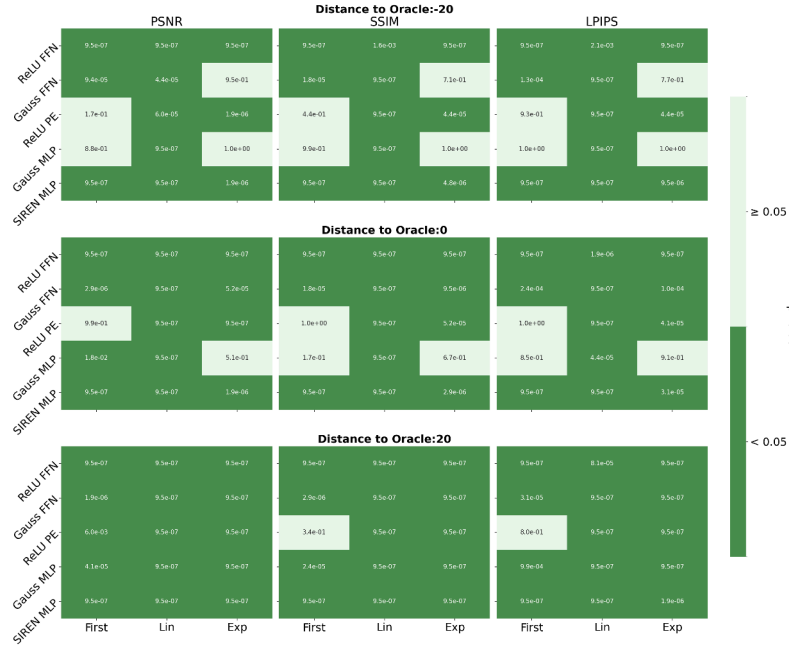 Distance to Oracle:-20
PSNR SSIM LPIPS
ReLU FFN 9.5e-07 9.5e-07 9.5e-07 9.5e-07 1.6e-03 9.5e-07 9.5e-07 2.1e-03 9.5e-07
Gauss FFN 9.4e-05 4.4e-05 9.5e-01 1.8e-05 9.5e-07 7.1e-01 1.3e-04 9.5e-07 7.7e-01
ReLU PE 1.7e-01 6.0e-05 1.9e-06 4.4e-01 9.5e-07 4.4e-05 9.3e-01 9.5e-07 4.4e-05
Gauss MLP 8.8e-01 9.5e-07 1.0e+00 9.9e-01 9.5e-07 1.0e+00 1.0e+00 9.5e-07 1.0e+00
SIREN MLP 9.5e-07 9.5e-07 1.9e-06 9.5e-07 9.5e-07 4.8e-06 9.5e-07 9.5e-07 9.5e-06
≥ 0.05
Distance to Oracle:0
ReLU FFN 9.5e-07 9.5e-07 9.5e-07 9.5e-07 9.5e-07 9.5e-07 9.5e-07 1.9e-06 9.5e-07
Gauss FFN 2.9e-06 9.5e-07 5.2e-05 1.8e-05 9.5e-07 9.5e-06 2.4e-04 9.5e-07 1.0e-04
ReLU PE 9.9e-01 9.5e-07 9.5e-07 1.0e+00 9.5e-07 5.2e-05 1.0e+00 9.5e-07 4.1e-05
Gauss MLP 1.8e-02 9.5e-07 5.1e-01 1.7e-01 9.5e-07 6.7e-01 8.5e-01 4.4e-05 9.1e-01
SIREN MLP 9.5e-07 9.5e-07 1.9e-06 9.5e-07 9.5e-07 2.9e-06 9.5e-07 9.5e-07 3.1e-05
< 0.05
Distance to Oracle:20
ReLU FFN 9.5e-07 9.5e-07 9.5e-07 9.5e-07 9.5e-07 9.5e-07 9.5e-07 8.1e-05 9.5e-07
Gauss FFN 1.9e-06 9.5e-07 9.5e-07 2.9e-06 9.5e-07 9.5e-07 3.1e-05 9.5e-07 9.5e-07
ReLU PE 6.0e-03 9.5e-07 9.5e-07 3.4e-01 9.5e-07 9.5e-07 8.0e-01 9.5e-07 9.5e-07
Gauss MLP 4.1e-05 9.5e-07 9.5e-07 2.4e-05 9.5e-07 9.5e-07 9.9e-04 9.5e-07 9.5e-07
SIREN MLP 9.5e-07 9.5e-07 9.5e-07 9.5e-07 9.5e-07 9.5e-07 9.5e-07 9.5e-07 1.9e-06
First Lin Exp First Lin Exp First Lin Exp